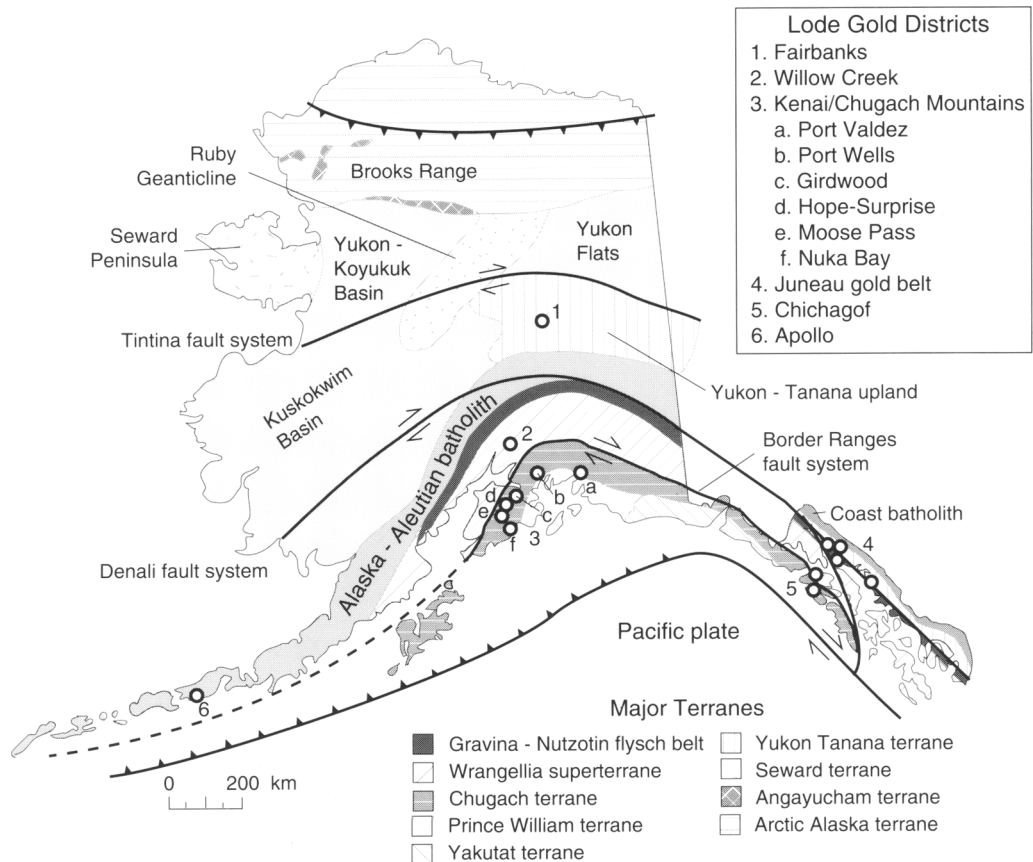 Lode Gold Districts
1. Fairbanks
2. Willow Creek
3. Kenai/Chugach Mountains
a. Port Valdez
b. Port Wells
c. Girdwood
d. Hope-Surprise
e. Moose Pass
f. Nuka Bay
4. Juneau gold belt
5. Chichagof
6. Apollo
Ruby
Geanticline
Brooks Range
Seward
Peninsula
Yukon -
Koyukuk
Basin
Yukon
Flats
Tintina fault system
1
Yukon - Tanana upland
Kuskokwim
Basin
Alaska - Aleutian batholith
2
Border Ranges
fault system
d
e
f
3
c
b
a
Coast batholith
4
5
Denali fault system
Pacific plate
6
0 200 km
Major Terranes
Gravina - Nutzotin flysch belt
Wrangellia superterrane
Chugach terrane
Prince William terrane
Yakutat terrane
Yukon Tanana terrane
Seward terrane
Angayucham terrane
Arctic Alaska terrane